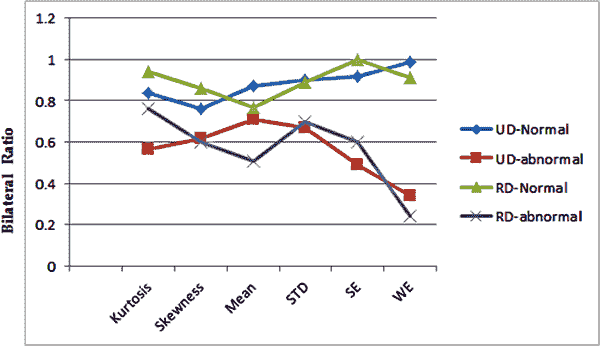 1.2
1
0.8
0.6
0.4
0.2
0
Bilateral Ratio
Kurtosis
Skewness
Mean
STD
SE
WE
UD-Normal
UD-abnormal
RD-Normal
RD-abnormal